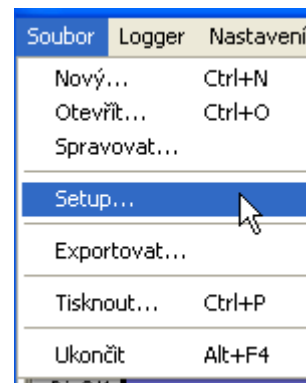 Soubor Logger Nastavení
Nový... Ctrl+N
Otevřít... Ctrl+O
Spravovat...
Setup...
Exportovat...
Tisknout... Ctrl+P
Ukončit Alt+F4